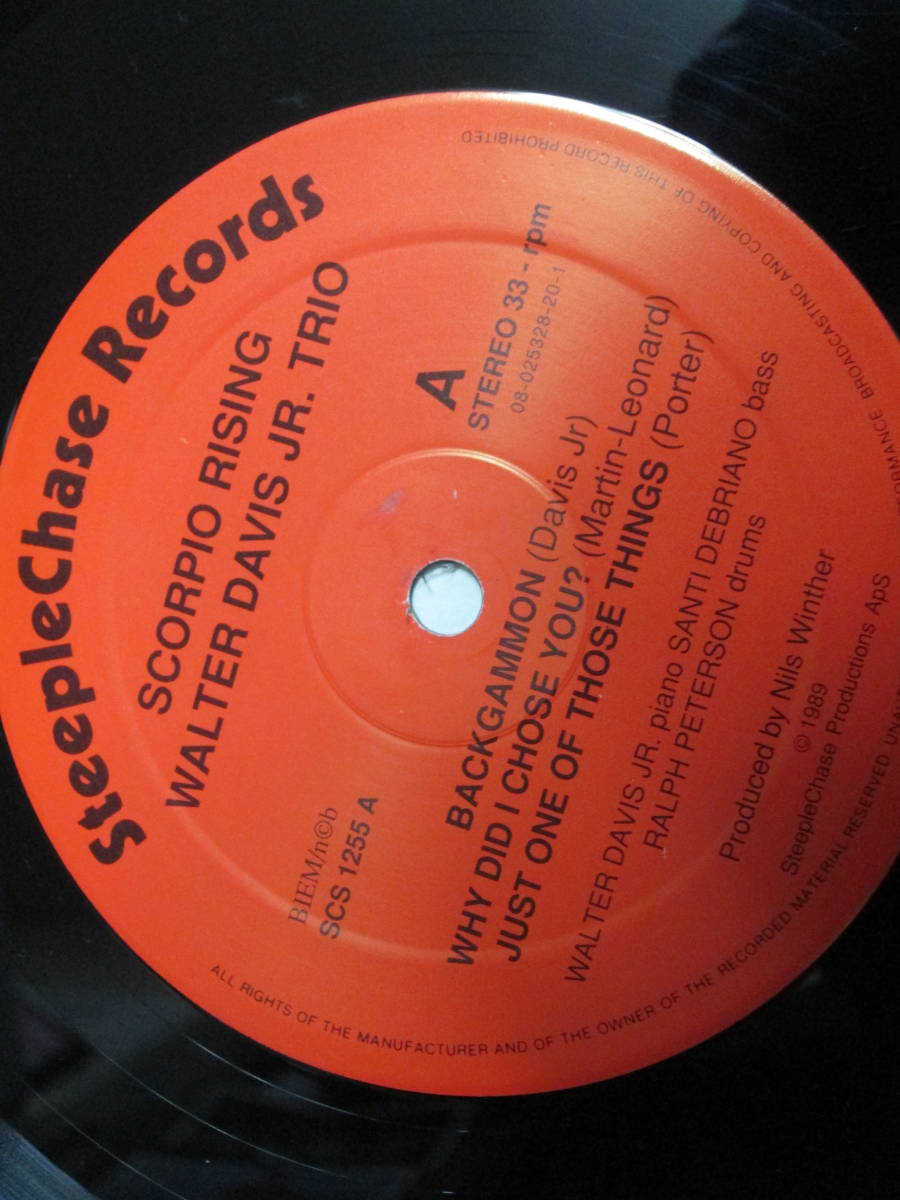 SteepleChase Records
SCORPIO RISING
WALTER DAVIS JR. TRIO
BIEM/n©b
SCS 1255 A
A
STEREO 33 - rpm
08-025328-20-1
BACKGAMMON (Davis Jr)
WHY DID I CHOSE YOU? (Martin-Leonard)
JUST ONE OF THOSE THINGS (Porter)
WALTER DAVIS JR. piano SANTI DEBRIANO bass
RALPH PETERSON drums
Produced by Nils Winther
© 1989
SteepleChase Productions ApS
ALL RIGHTS OF THE MANUFACTURER AND OF THE OWNER OF THE RECORDED MATERIAL RESERVED
BROADCASTING AND COPYING OF THIS RECORD PROHIBITED